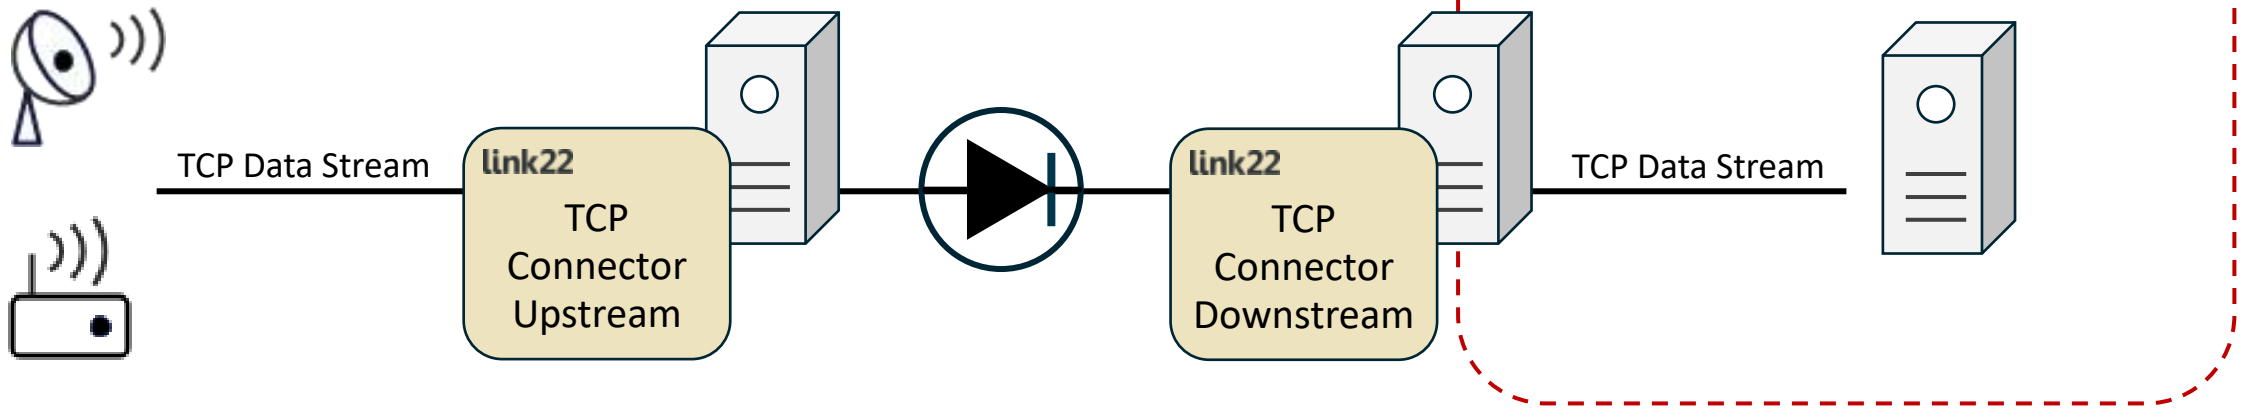 TCP Data Stream
link22
TCP
Connector
Upstream
link22
TCP
Connector
Downstream
TCP Data Stream